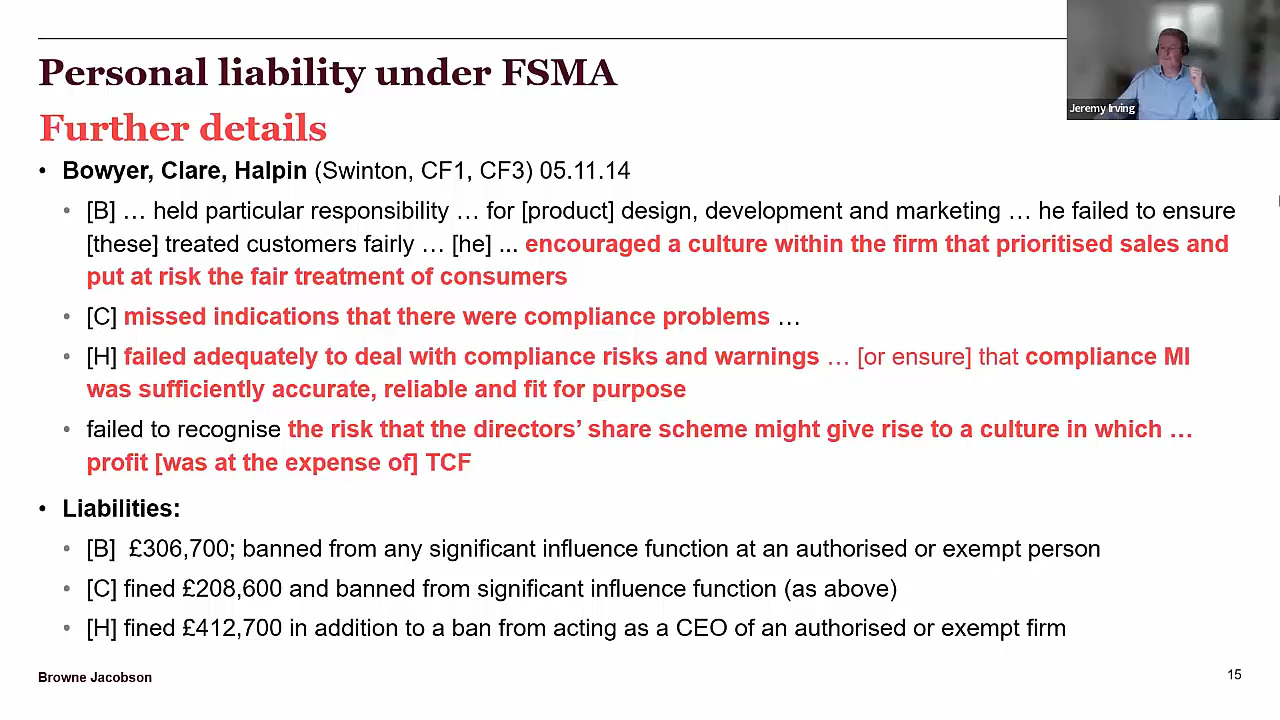 Personal liability under FSMA
Jeremy Irving
Further details
• Bowyer, Clare, Halpin (Swinton, CF1, CF3) 05.11.14
• [B] … held particular responsibility … for [product] design, development and marketing … he failed to ensure
[these] treated customers fairly … [he] ... encouraged a culture within the firm that prioritised sales and
put at risk the fair treatment of consumers
• [C] missed indications that there were compliance problems …
• [H] failed adequately to deal with compliance risks and warnings … [or ensure] that compliance MI
was sufficiently accurate, reliable and fit for purpose
• failed to recognise the risk that the directors’ share scheme might give rise to a culture in which …
profit [was at the expense of] TCF
• Liabilities:
• [B] £306,700; banned from any significant influence function at an authorised or exempt person
• [C] fined £208,600 and banned from significant influence function (as above)
• [H] fined £412,700 in addition to a ban from acting as a CEO of an authorised or exempt firm
Browne Jacobson
15